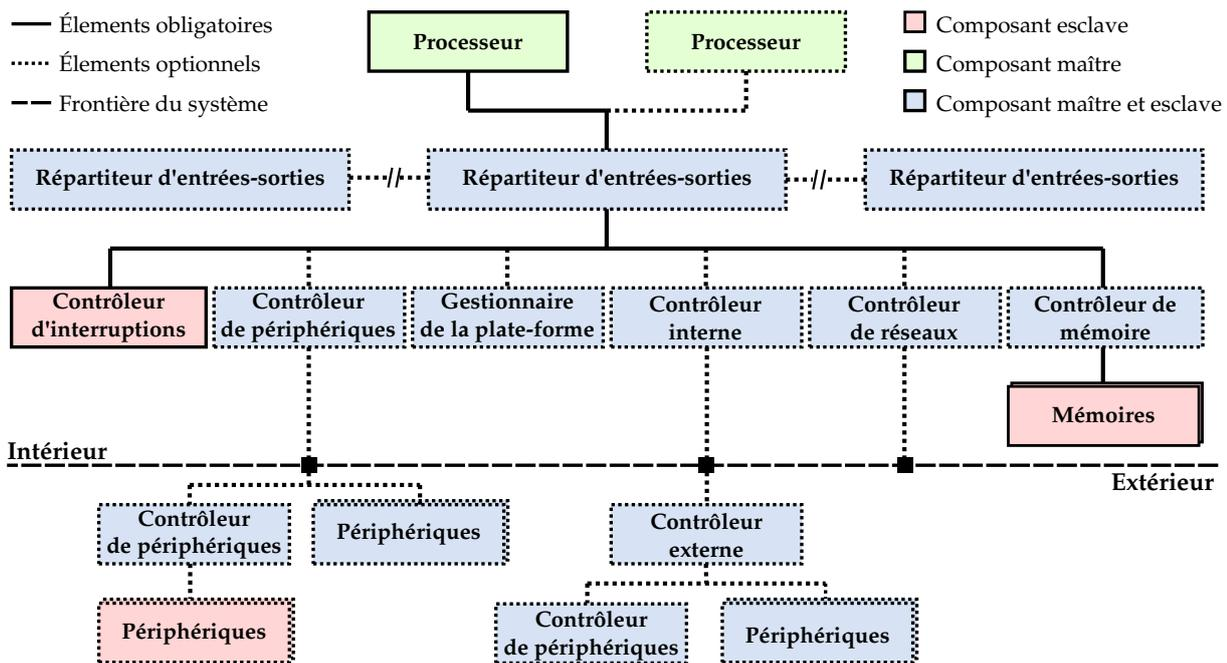 Élements obligatoires
Élements optionnels
Frontière du système
Processeur
Processeur
Composant esclave
Composant maître
Composant maître et esclave
Répartiteur d'entrées-sorties
Répartiteur d'entrées-sorties
Répartiteur d'entrées-sorties
Contrôleur
d'interruptions
Contrôleur
de périphériques
Gestionnaire
de la plate-forme
Contrôleur
interne
Contrôleur
de réseaux
Contrôleur de
mémoire
Mémoires
Intérieur
Extérieur
Contrôleur
de périphériques
Périphériques
Contrôleur
externe
Périphériques
Contrôleur
de périphériques
Périphériques